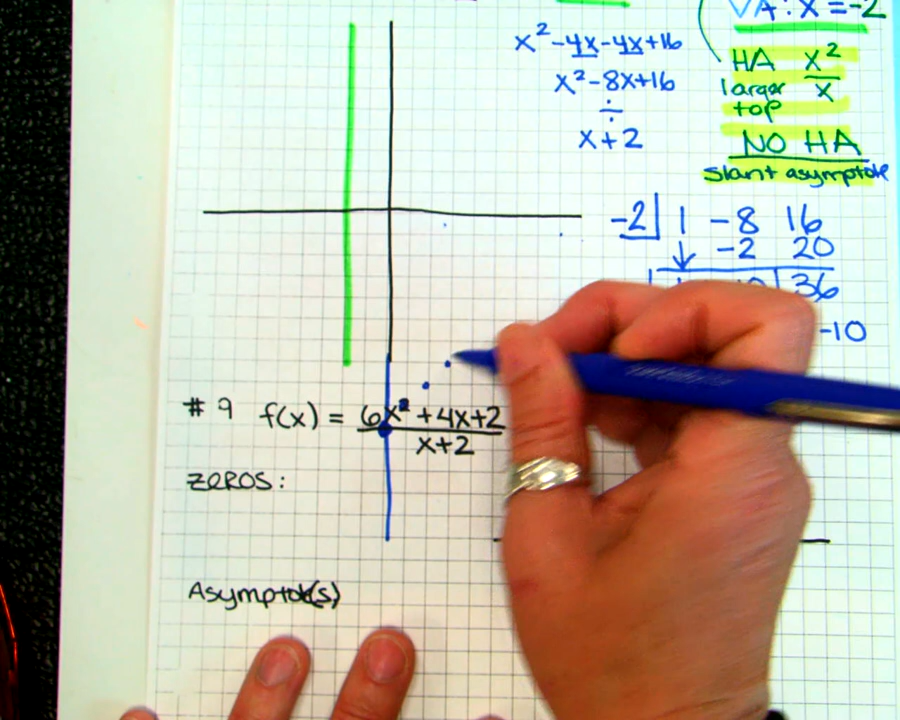 x²-4x-4x+16
x²-8x+16
÷
x+2
VA: x = -2
HA x²/x
larger
top
NO HA
slant asymptote
-2| 1 -8 16
-2 20
36
-10
# 9 f(x) = 6x² + 4x+2
x+2
zeros:
Asymptote(s)